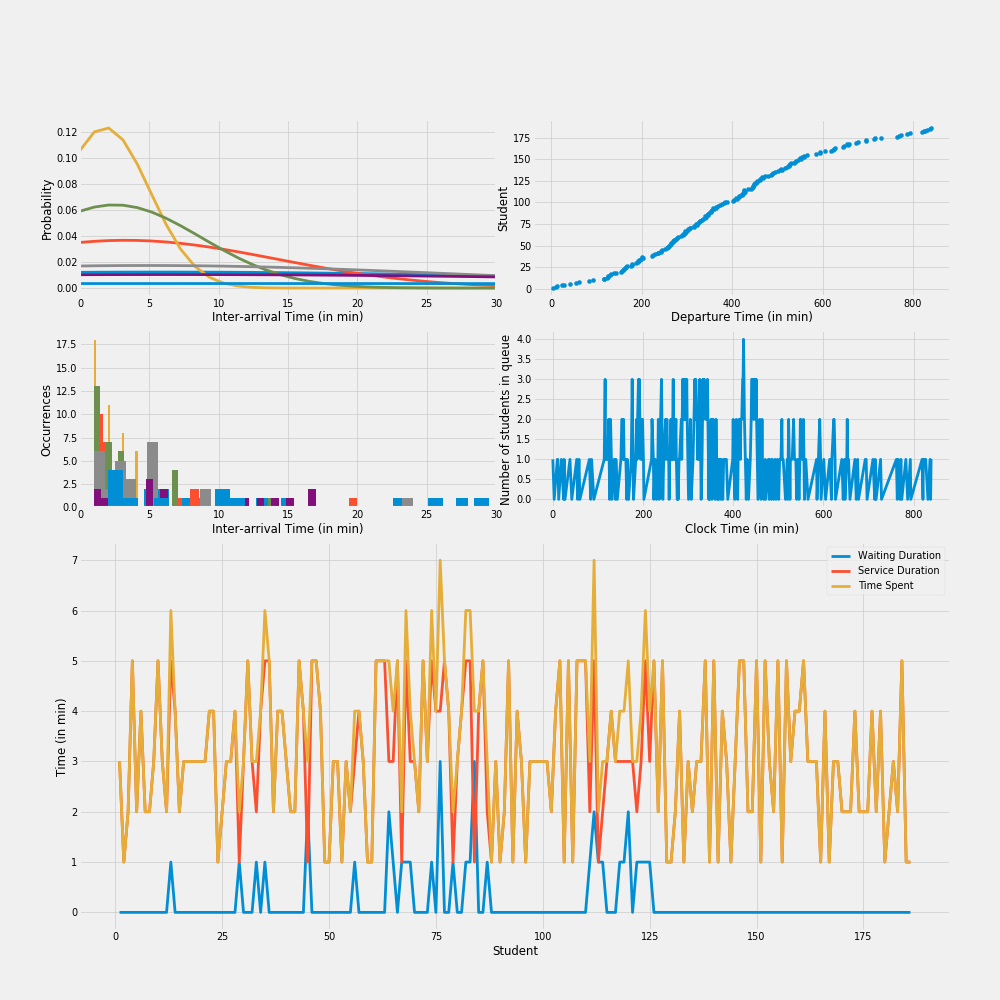 0.12
0.10
0.08
0.06
0.04
0.02
0.00
Probability
0 5 10 15 20 25 30
Inter-arrival Time (in min)
175
150
125
100
75
50
25
0
Student
0 200 400 600 800
Departure Time (in min)
17.5
15.0
12.5
10.0
7.5
5.0
2.5
0.0
Occurrences
0 5 10 15 20 25 30
Inter-arrival Time (in min)
4.0
3.5
3.0
2.5
2.0
1.5
1.0
0.5
0.0
Number of students in queue
0 200 400 600 800
Clock Time (in min)
7
6
5
4
3
2
1
0
Time (in min)
Waiting Duration
Service Duration
Time Spent
0 25 50 75 100 125 150 175
Student